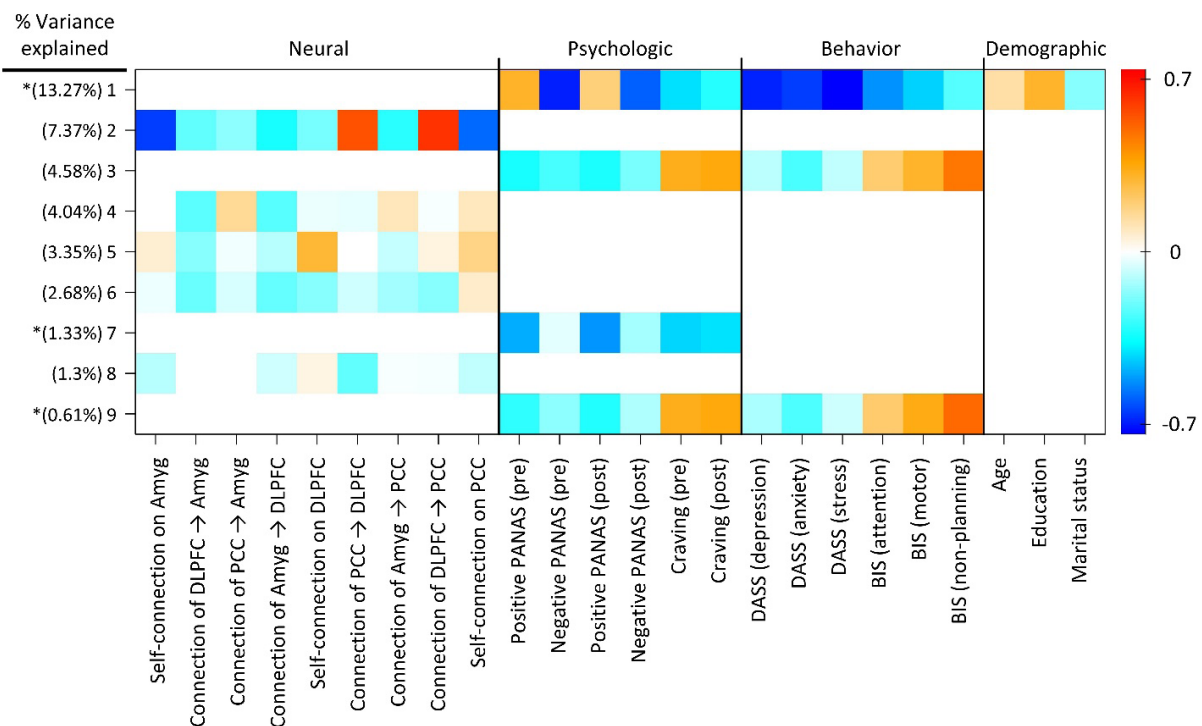 % Variance
explained
Neural
Psychologic
Behavior
Demographic
*(13.27%) 1
(7.37%) 2
(4.58%) 3
(4.04%) 4
(3.35%) 5
(2.68%) 6
*(1.33%) 7
(1.3%) 8
*(0.61%) 9
0.7
0
-0.7
Self-connection on Amyg
Connection of DLPFC → Amyg
Connection of PCC → Amyg
Connection of Amyg → DLPFC
Self-connection on DLPFC
Connection of PCC → DLPFC
Connection of Amyg → PCC
Connection of DLPFC → PCC
Self-connection on PCC
Positive PANAS (pre)
Negative PANAS (pre)
Positive PANAS (post)
Negative PANAS (post)
Craving (pre)
Craving (post)
DASS (depression)
DASS (anxiety)
DASS (stress)
BIS (attention)
BIS (motor)
BIS (non-planning)
Age
Education
Marital status